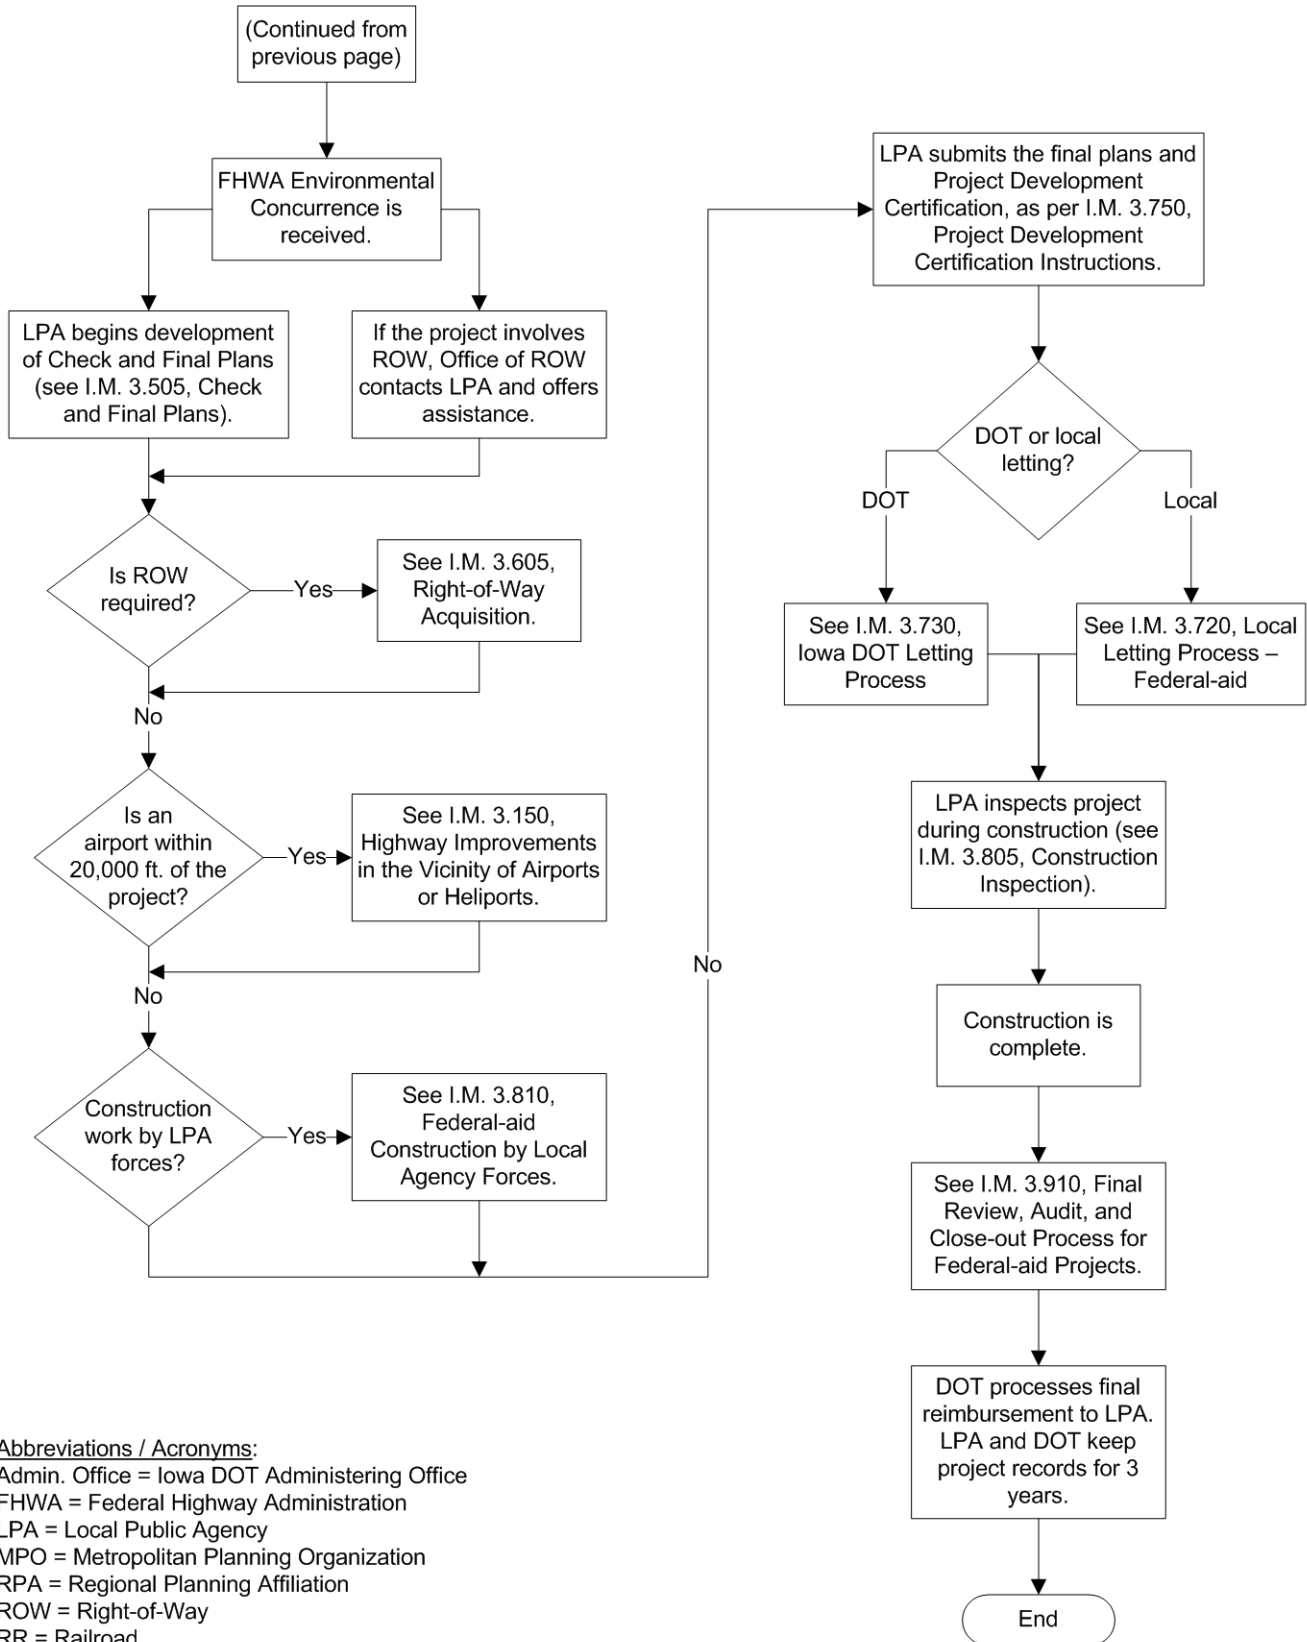 (Continued from
previous page)
FHWA Environmental
Concurrence is
received.
LPA begins development
of Check and Final Plans
(see I.M. 3.505, Check
and Final Plans).
If the project involves
ROW, Office of ROW
contacts LPA and offers
assistance.
Is ROW
required?
Yes
See I.M. 3.605,
Right-of-Way
Acquisition.
No
Is an
airport within
20,000 ft. of the
project?
Yes
See I.M. 3.150,
Highway Improvements
in the Vicinity of Airports
or Heliports.
No
Construction
work by LPA
forces?
Yes
See I.M. 3.810,
Federal-aid
Construction by Local
Agency Forces.
No
LPA submits the final plans and
Project Development
Certification, as per I.M. 3.750,
Project Development
Certification Instructions.
DOT or local
letting?
DOT
Local
See I.M. 3.730,
Iowa DOT Letting
Process
See I.M. 3.720, Local
Letting Process –
Federal-aid
LPA inspects project
during construction (see
I.M. 3.805, Construction
Inspection).
Construction is
complete.
See I.M. 3.910, Final
Review, Audit, and
Close-out Process for
Federal-aid Projects.
DOT processes final
reimbursement to LPA.
LPA and DOT keep
project records for 3
years.
End
Abbreviations / Acronyms:
Admin. Office = Iowa DOT Administering Office
FHWA = Federal Highway Administration
LPA = Local Public Agency
MPO = Metropolitan Planning Organization
RPA = Regional Planning Affiliation
ROW = Right-of-Way
RR = Railroad